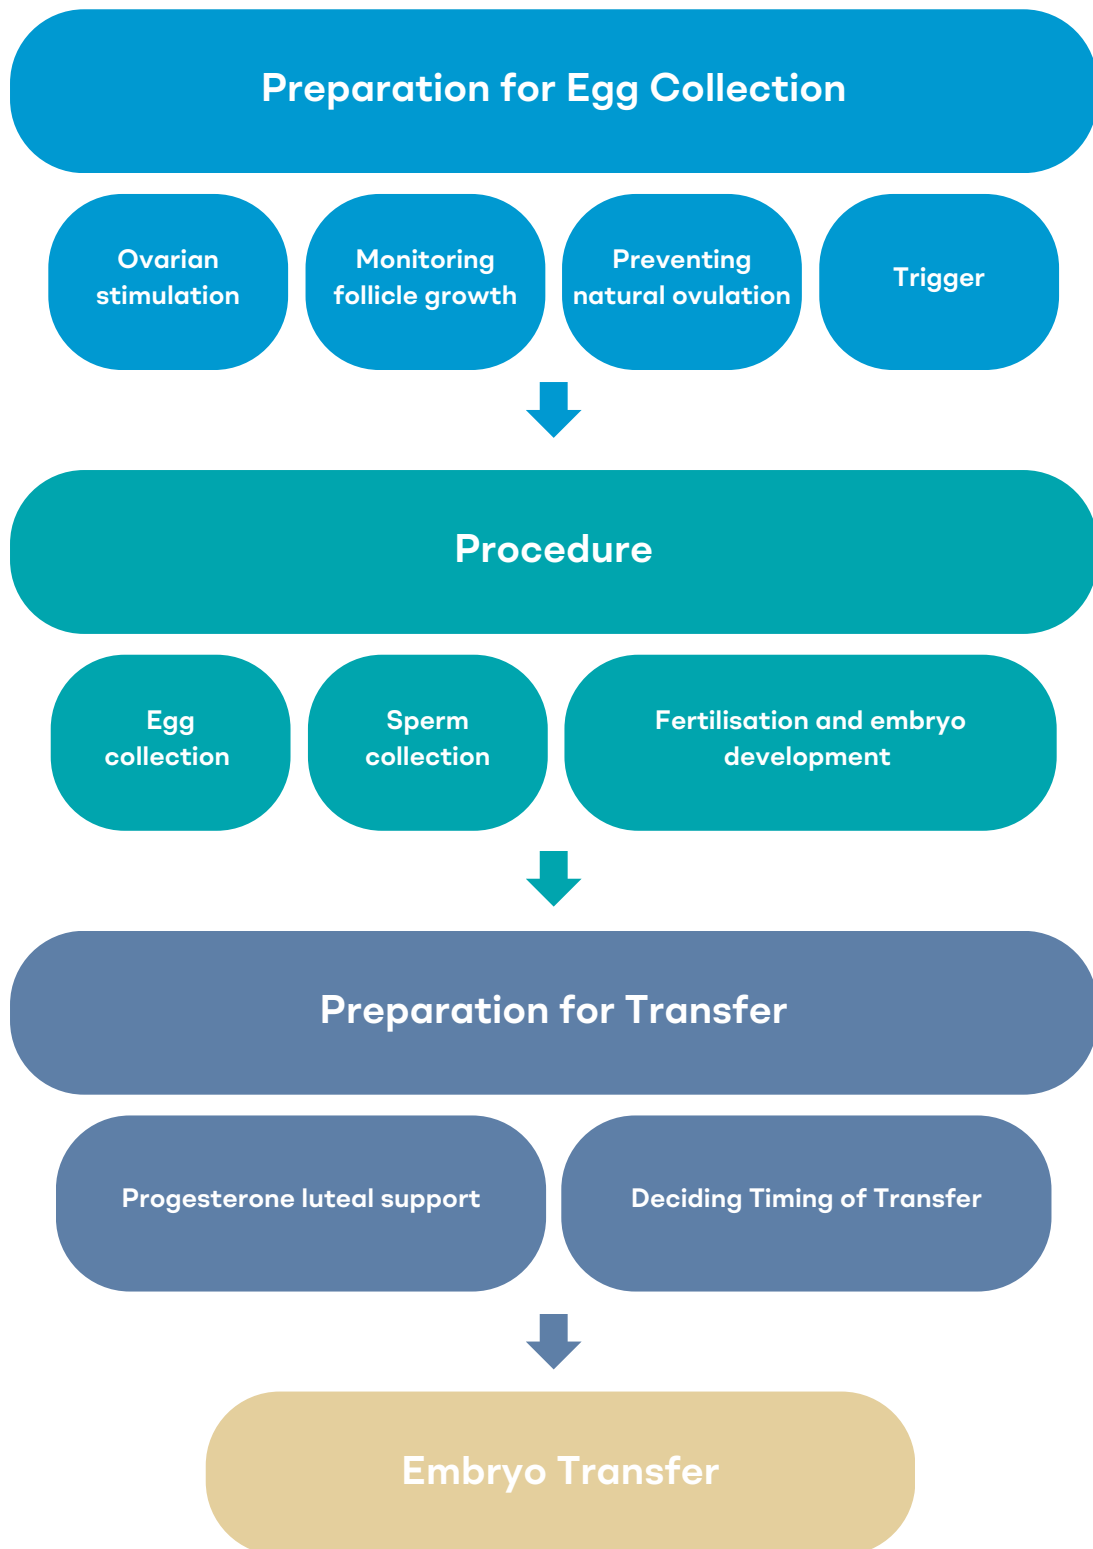 Preparation for Egg Collection
Ovarian
stimulation
Monitoring
follicle growth
Preventing
natural ovulation
Trigger
Procedure
Egg
collection
Sperm
collection
Fertilisation and embryo
development
Preparation for Transfer
Progesterone luteal support
Deciding Timing of Transfer
Embryo Transfer